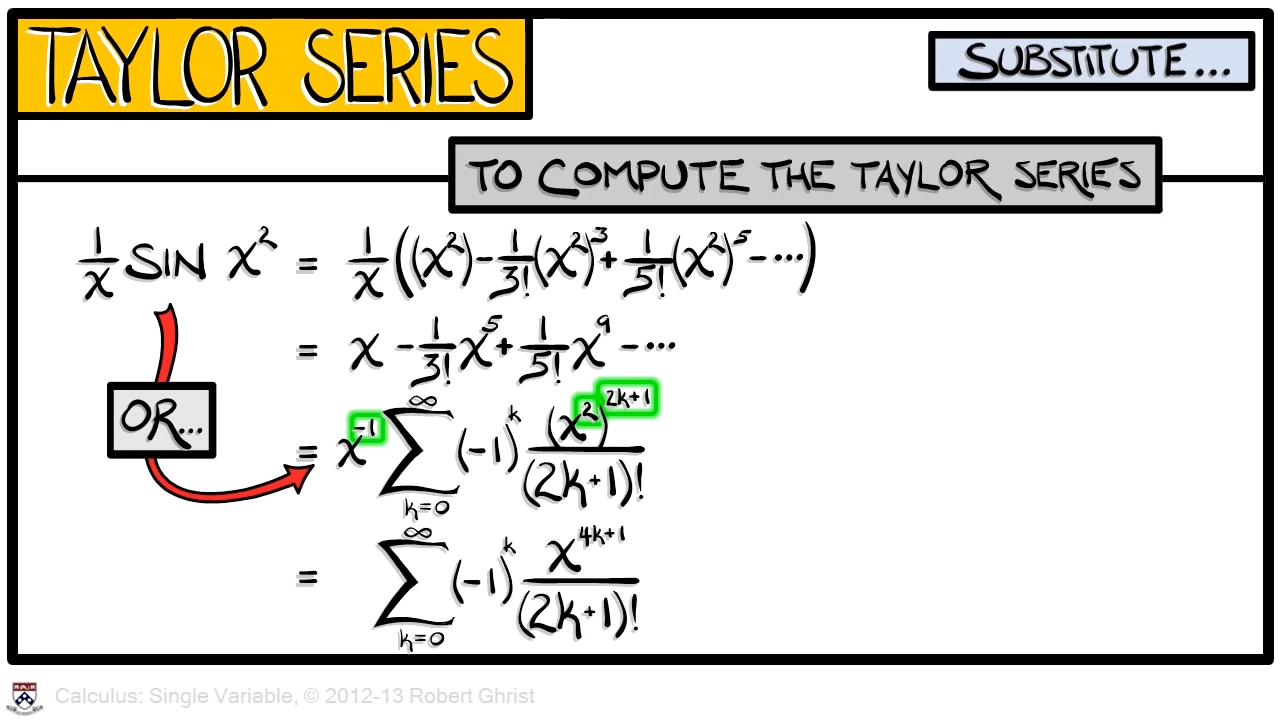 TAYLOR SERIES
SUBSTITUTE...
TO COMPUTE THE TAYLOR SERIES
1/x SIN x² = 1/x((x²) - 1/3!(x²)³ + 1/5!(x²)⁵ - ⋯)
= x - 1/3! x⁵ + 1/5! x⁹ - ⋯
OR...
= x⁻¹ ∑_{k=0}^{∞} (-1)^k (x²)^{2k+1}/(2k+1)!
= ∑_{k=0}^{∞} (-1)^k x^{4k+1}/(2k+1)!
Calculus: Single Variable, © 2012-13 Robert Ghrist